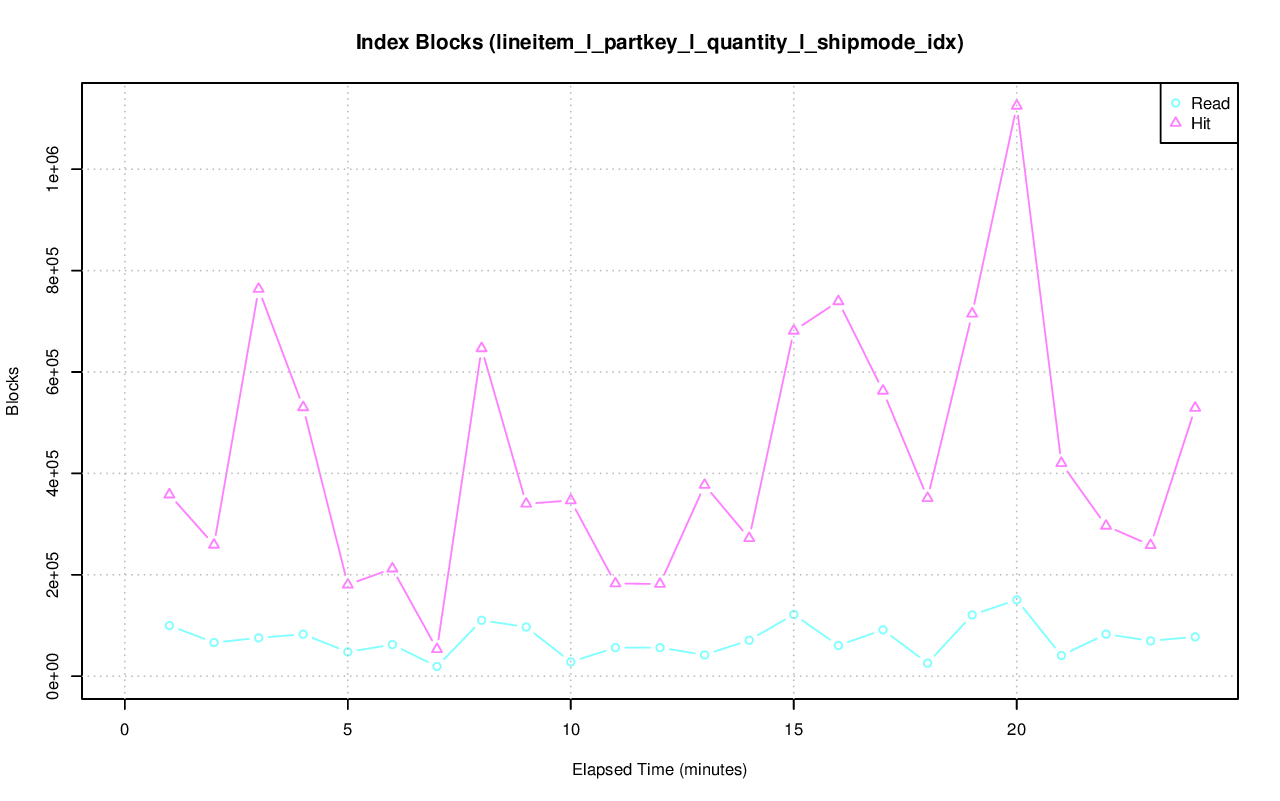 Index Blocks (lineitem_l_partkey_l_quantity_l_shipmode_idx)
Read
Hit
Blocks
1e+06
8e+05
6e+05
4e+05
2e+05
0e+00
0 5 10 15 20
Elapsed Time (minutes)